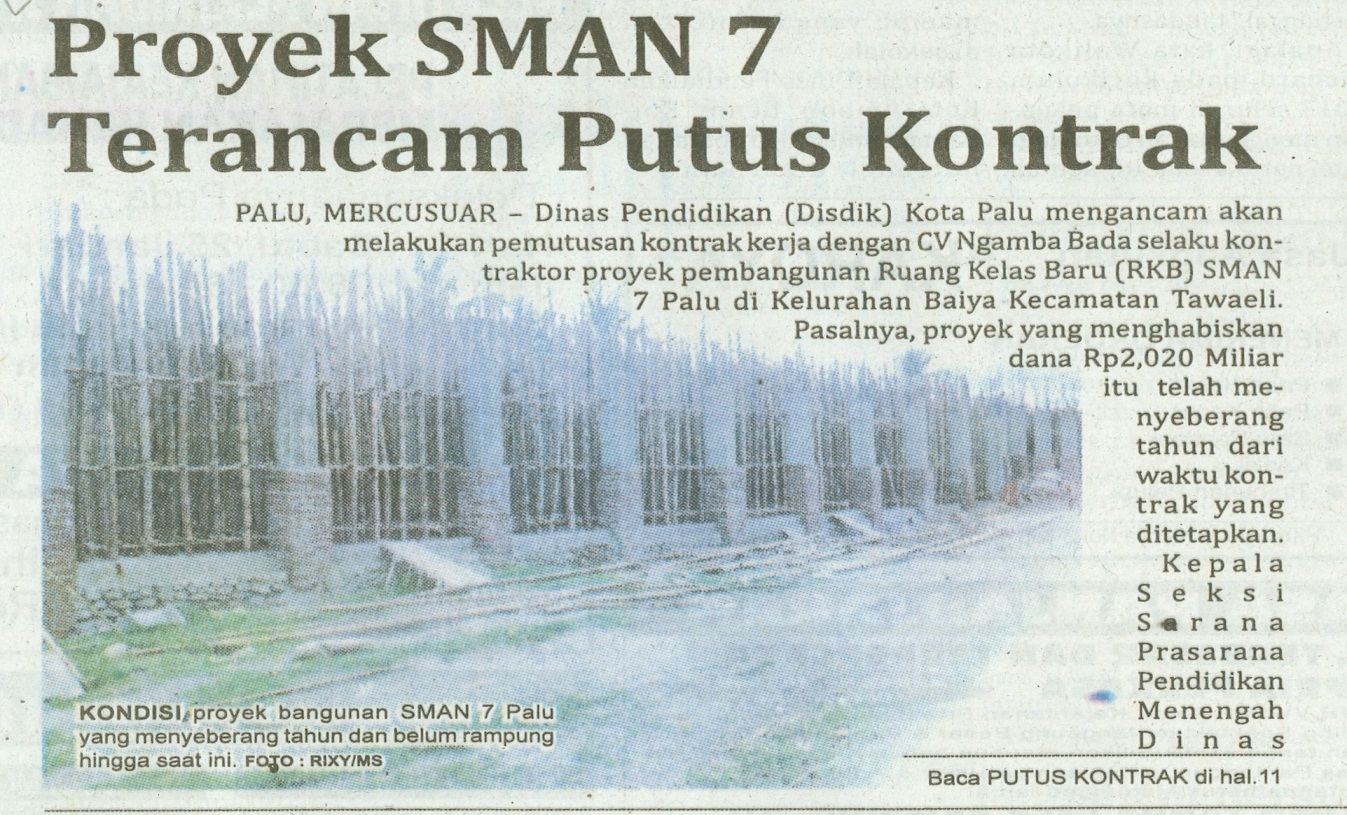 Proyek SMAN 7
Terancam Putus Kontrak
PALU, MERCUSUAR – Dinas Pendidikan (Disdik) Kota Palu mengancam akan
melakukan pemutusan kontrak kerja dengan CV Ngamba Bada selaku kon-
traktor proyek pembangunan Ruang Kelas Baru (RKB) SMAN
7 Palu di Kelurahan Baiya Kecamatan Tawaeli.
Pasalnya, proyek yang menghabiskan
dana Rp2,020 Miliar
itu telah me-
nyeberang
tahun dari
waktu kon-
trak yang
ditetapkan.
Kepala
Seksi
Sarana
Prasarana
Pendidikan
Menengah
Dinas
Baca PUTUS KONTRAK di hal.11
KONDISI, proyek bangunan SMAN 7 Palu
yang menyeberang tahun dan belum rampung
hingga saat ini. FOTO : RIXY/MS